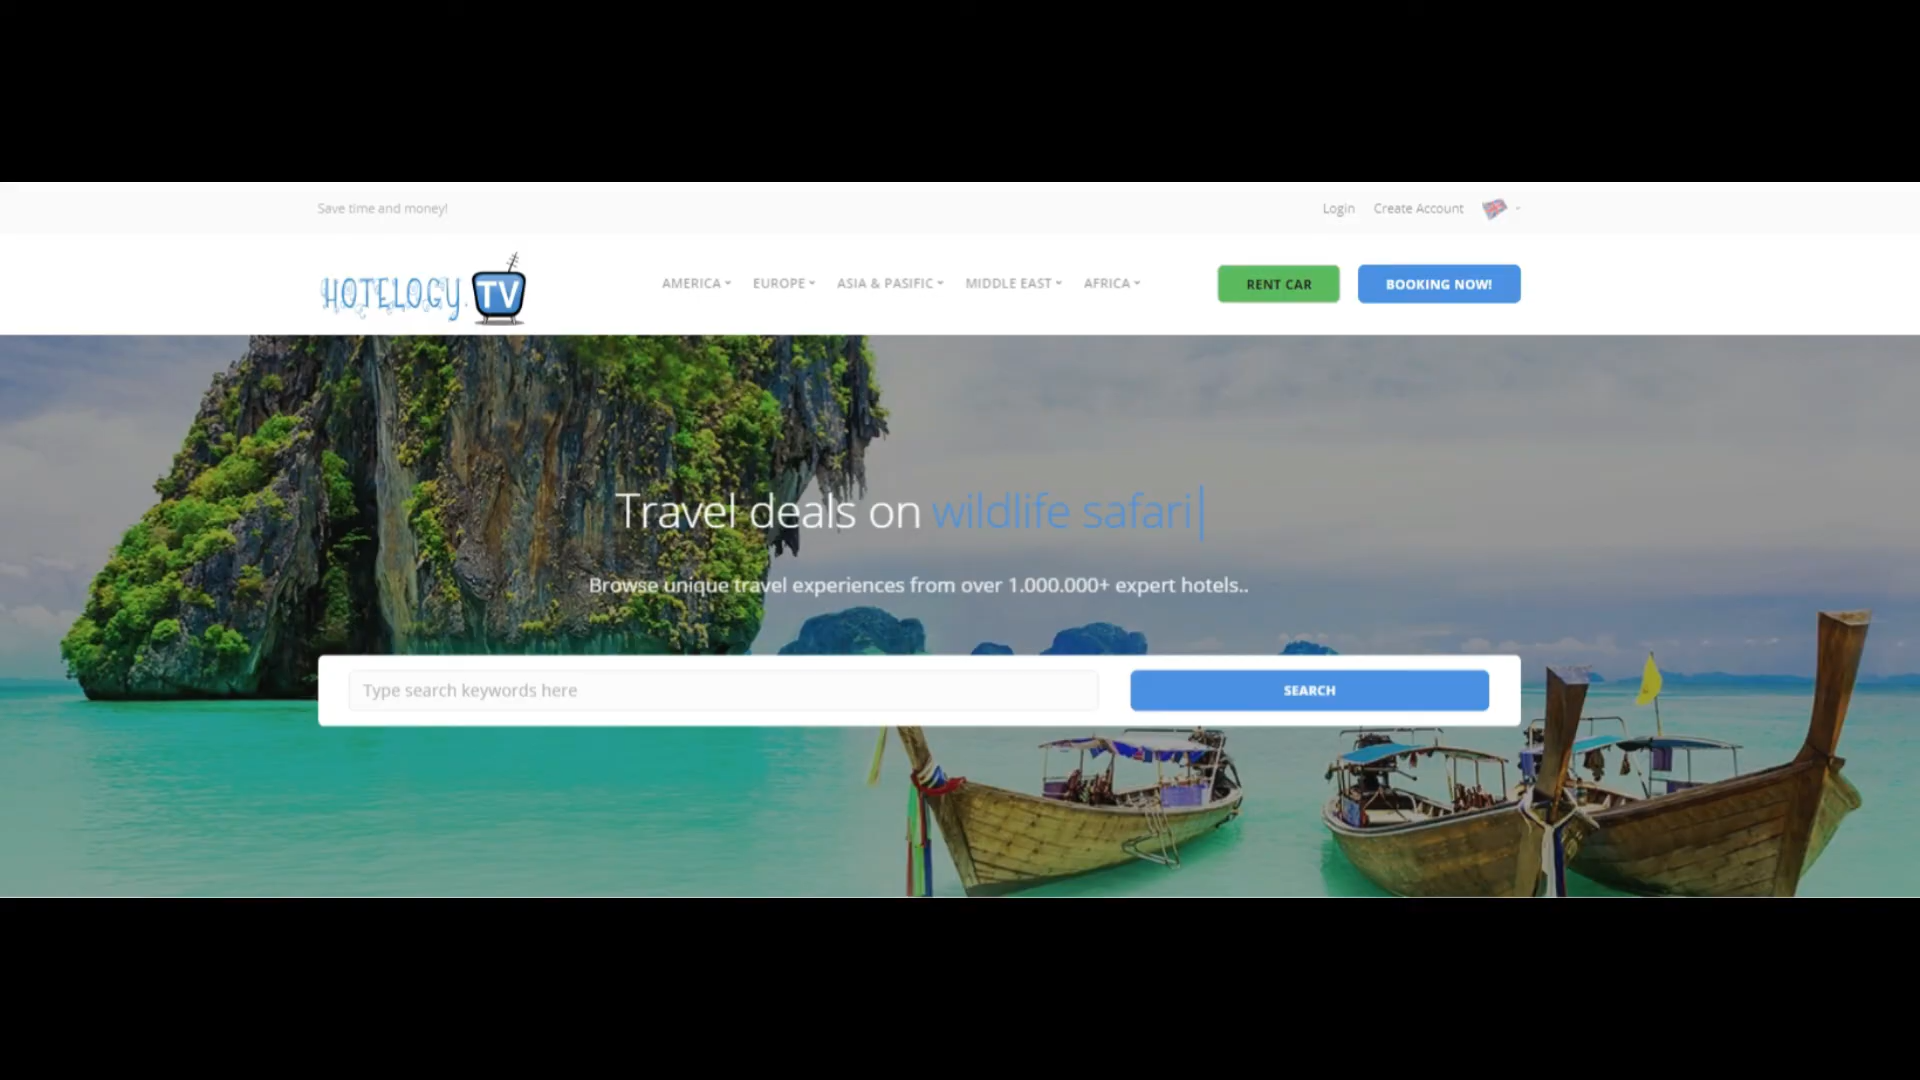 Save time and money!
Login Create Account
HOTELOGY.TV
AMERICA EUROPE ASIA & PASIFIC MIDDLE EAST AFRICA
RENT CAR BOOKING NOW!
Travel deals on wildlife safari|
Browse unique travel experiences from over 1.000.000+ expert hotels..
Type search keywords here SEARCH